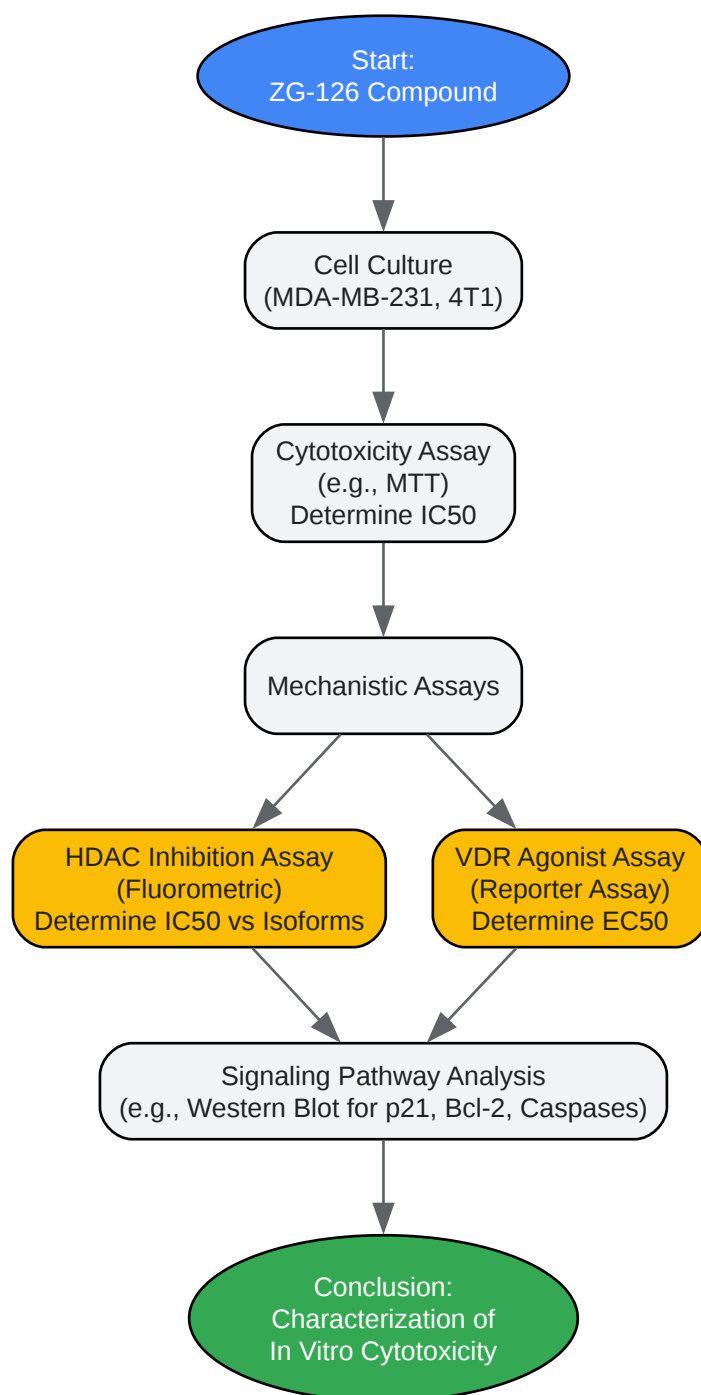 Start:
ZG-126 Compound
Cell Culture
(MDA-MB-231, 4T1)
Cytotoxicity Assay
(e.g., MTT)
Determine IC50
Mechanistic Assays
HDAC Inhibition Assay
(Fluorometric)
Determine IC50 vs Isoforms
VDR Agonist Assay
(Reporter Assay)
Determine EC50
Signaling Pathway Analysis
(e.g., Western Blot for p21, Bcl-2, Caspases)
Conclusion:
Characterization of
In Vitro Cytotoxicity